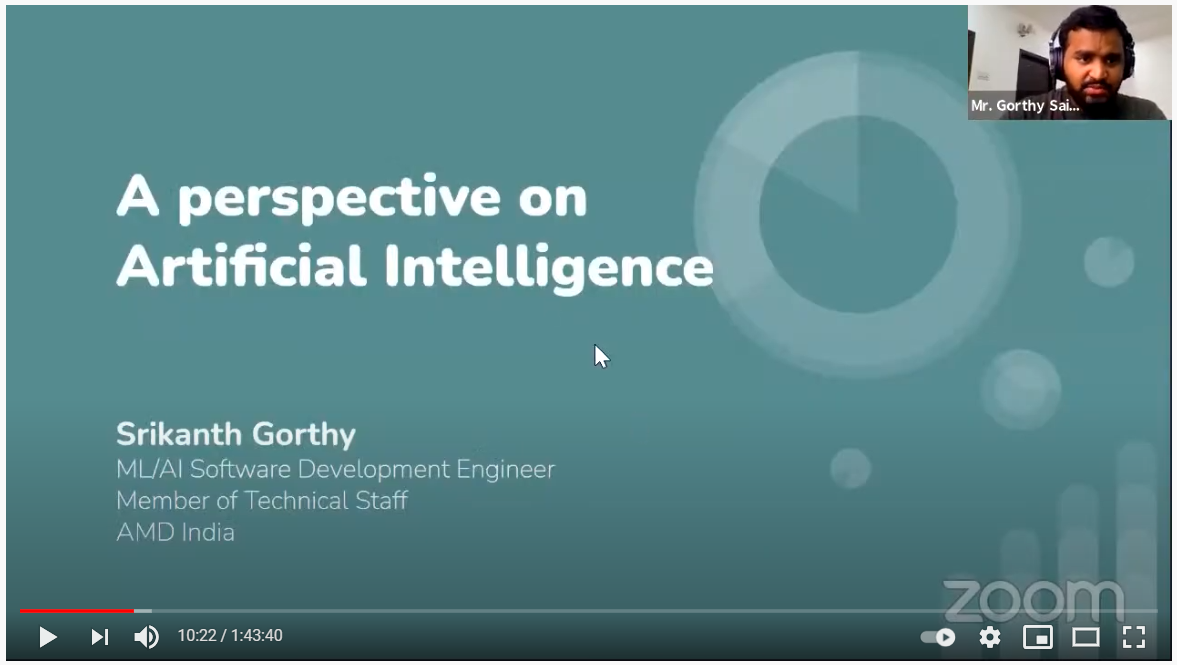 Mr. Gorthy Sai...
A perspective on
Artificial Intelligence
Srikanth Gorthy
ML/AI Software Development Engineer
Member of Technical Staff
AMD India
zoom
10:22 / 1:43:40